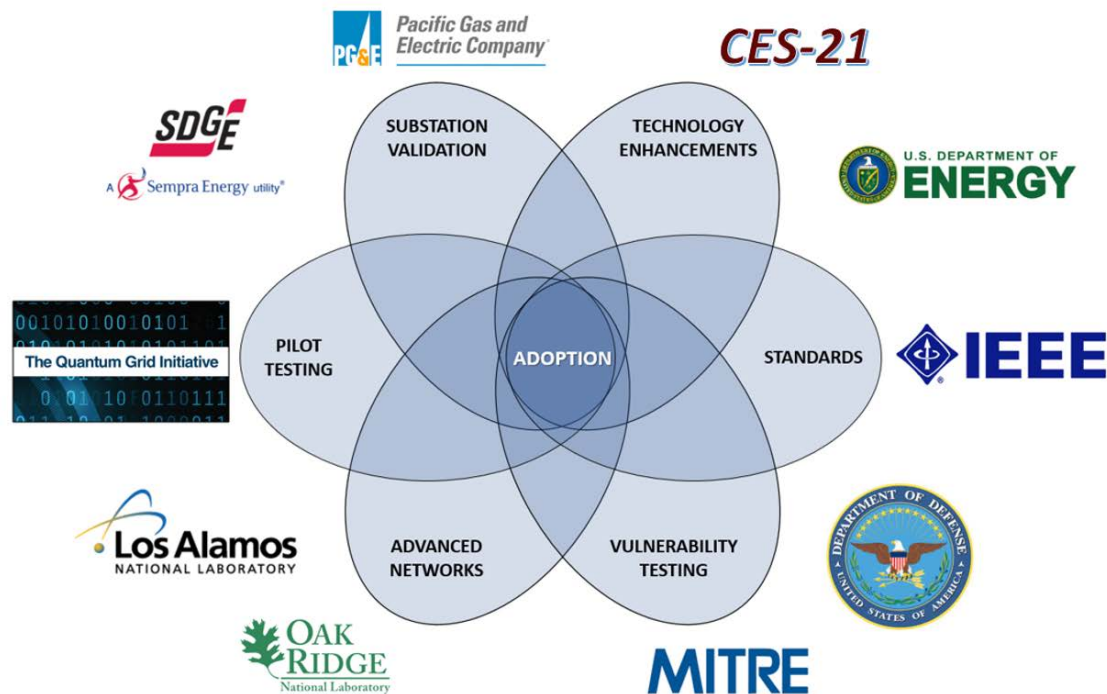 PG&E
Pacific Gas and
Electric Company
CES-21
SDGE
A Sempra Energy utility®
SUBSTATION
VALIDATION
TECHNOLOGY
ENHANCEMENTS
U.S. DEPARTMENT OF
ENERGY
The Quantum Grid Initiative
PILOT
TESTING
ADOPTION
STANDARDS
IEEE
Los Alamos
NATIONAL LABORATORY
ADVANCED
NETWORKS
VULNERABILITY
TESTING
DEPARTMENT OF DEFENSE
UNITED STATES OF AMERICA
OAK
RIDGE
National Laboratory
MITRE